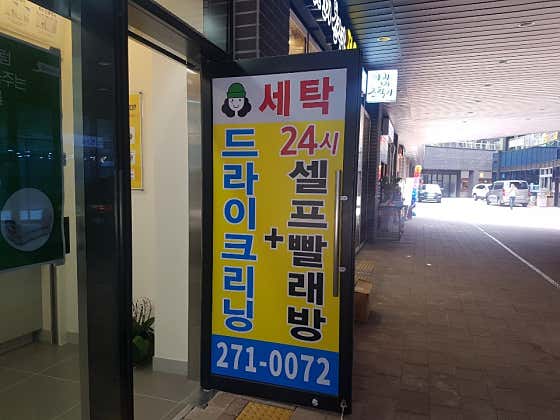 세탁
24시
셀프빨래방
+
드라이크리닝
271-0072